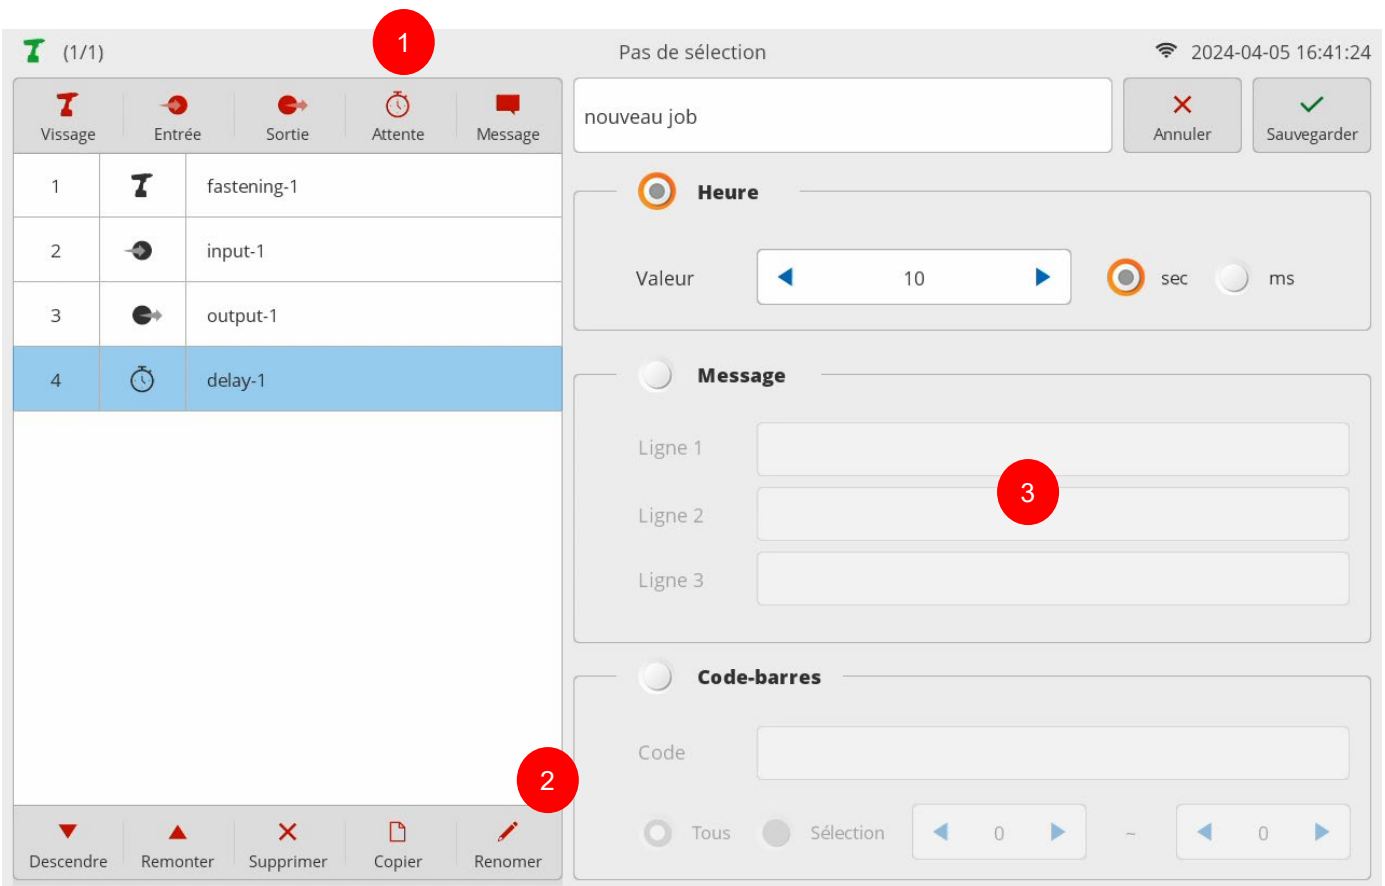 (1/1)
1
Pas de sélection
2024-04-05 16:41:24
Vissage
Entrée
Sortie
Attente
Message
nouveau job
Annuler
Sauvegarder
1
fastening-1
2
input-1
3
output-1
4
delay-1
Heure
Valeur
10
sec
ms
Message
Ligne 1
3
Ligne 2
Ligne 3
Code-barres
Code
2
Tous
Sélection
0
~
0
Descendre
Remonter
Supprimer
Copier
Renomer